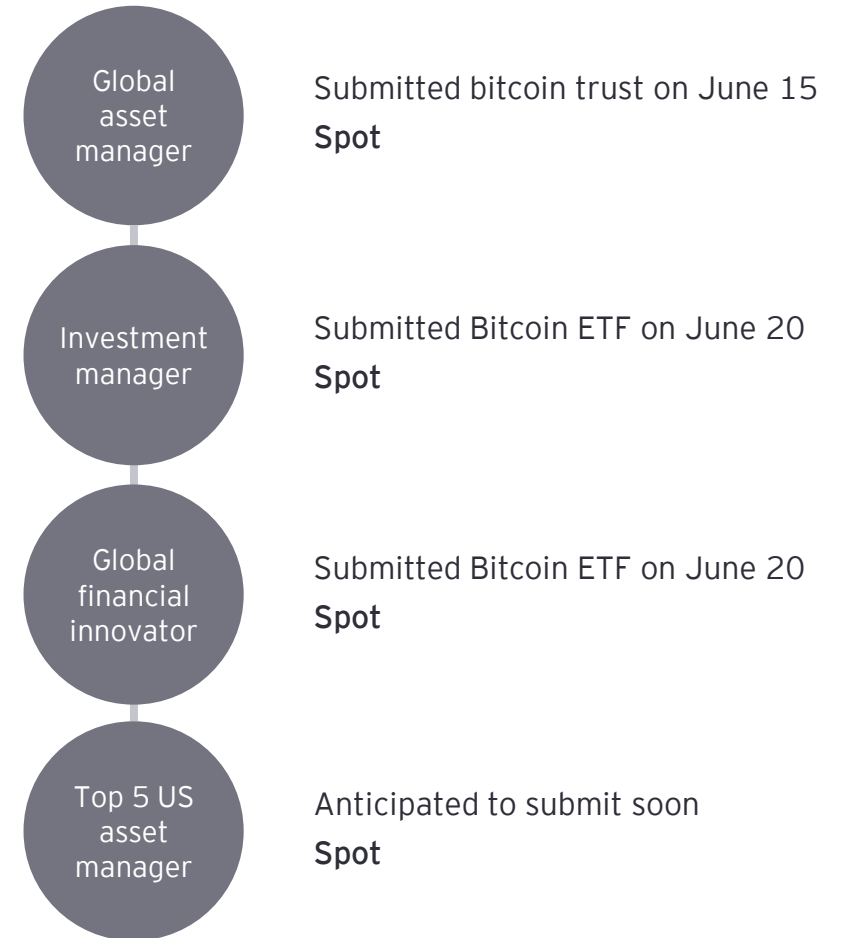 Global
asset
manager
Submitted bitcoin trust on June 15
Spot
Investment
manager
Submitted Bitcoin ETF on June 20
Spot
Global
financial
innovator
Submitted Bitcoin ETF on June 20
Spot
Top 5 US
asset
manager
Anticipated to submit soon
Spot